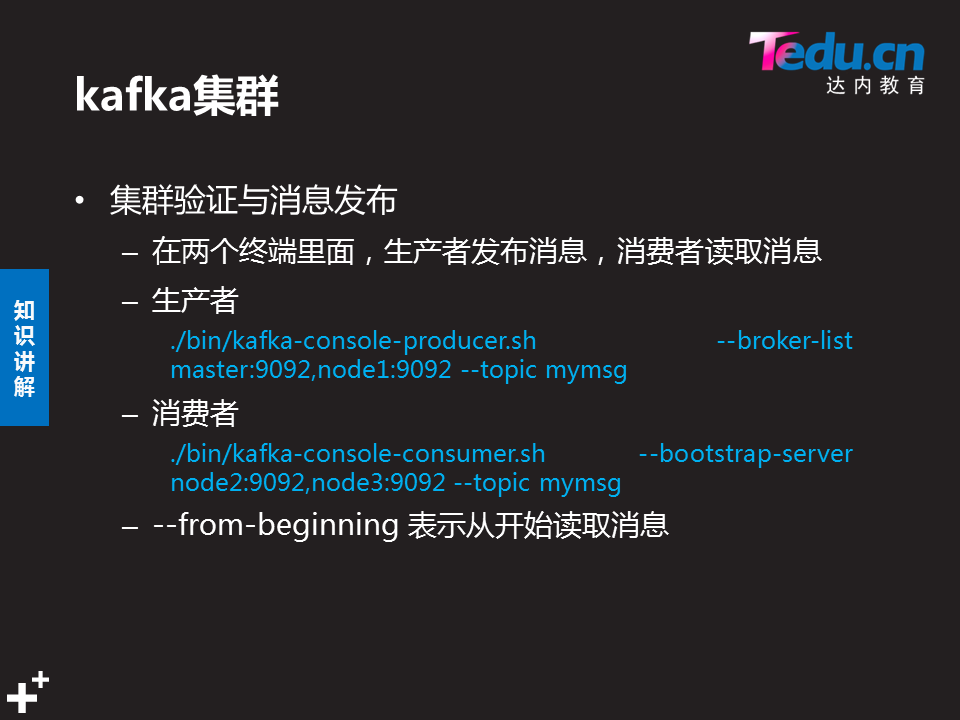 Tedu.cn
达内教育
kafka集群
• 集群验证与消息发布
– 在两个终端里面，生产者发布消息，消费者读取消息
– 生产者
./bin/kafka-console-producer.sh --broker-list
master:9092,node1:9092 --topic mymsg
– 消费者
./bin/kafka-console-consumer.sh --bootstrap-server
node2:9092,node3:9092 --topic mymsg
– --from-beginning 表示从开始读取消息
知
识
讲
解